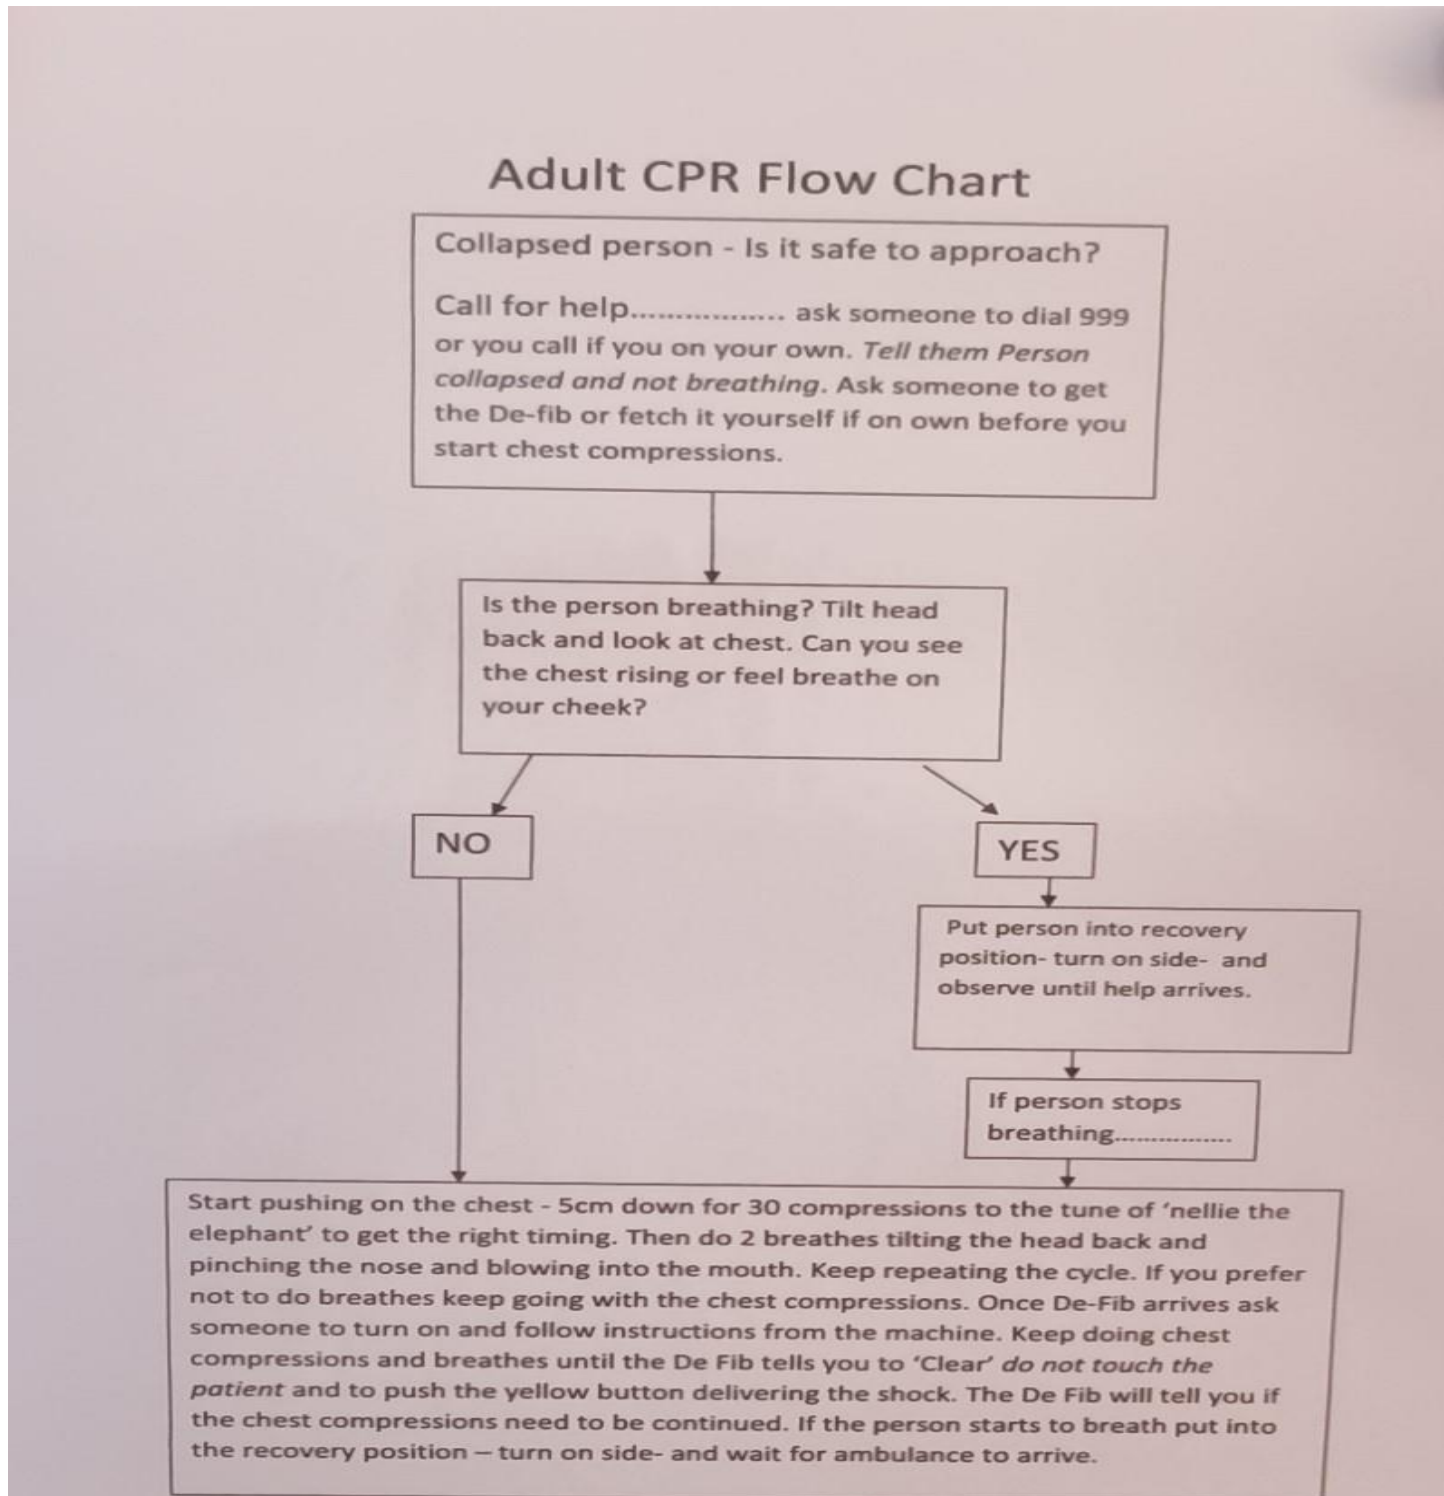 Adult CPR Flow Chart
Collapsed person - Is it safe to approach?
Call for help................. ask someone to dial 999
or you call if you on your own. Tell them Person
collapsed and not breathing. Ask someone to get
the De-fib or fetch it yourself if on own before you
start chest compressions.
Is the person breathing? Tilt head
back and look at chest. Can you see
the chest rising or feel breathe on
your cheek?
NO
YES
Put person into recovery
position- turn on side- and
observe until help arrives.
If person stops
breathing................
Start pushing on the chest - 5cm down for 30 compressions to the tune of ‘nellie the
elephant’ to get the right timing. Then do 2 breathes tilting the head back and
pinching the nose and blowing into the mouth. Keep repeating the cycle. If you prefer
not to do breathes keep going with the chest compressions. Once De-Fib arrives ask
someone to turn on and follow instructions from the machine. Keep doing chest
compressions and breathes until the De Fib tells you to ‘Clear’ do not touch the
patient and to push the yellow button delivering the shock. The De Fib will tell you if
the chest compressions need to be continued. If the person starts to breath put into
the recovery position – turn on side- and wait for ambulance to arrive.